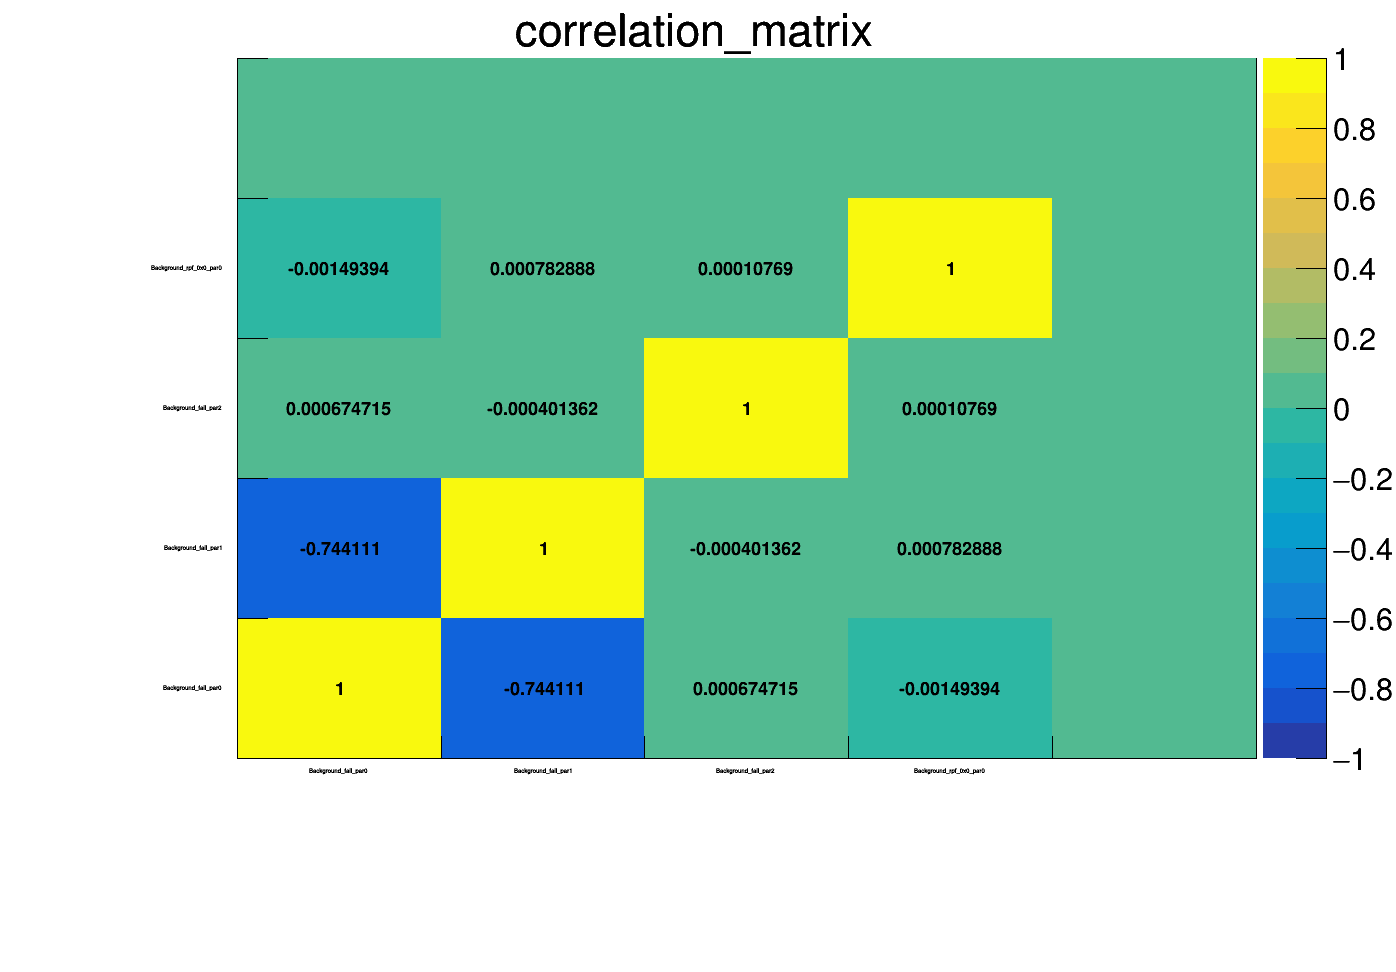 correlation_matrix
1
0.8
0.6
0.4
0.2
0
−0.2
−0.4
−0.6
−0.8
−1
Background_rpf_0x0_par0
-0.00149394 0.000782888 0.00010769 1
Background_fail_par2
0.000674715 -0.000401362 1 0.00010769
Background_fail_par1
-0.744111 1 -0.000401362 0.000782888
Background_fail_par0
1 -0.744111 0.000674715 -0.00149394
Background_fail_par0 Background_fail_par1 Background_fail_par2 Background_rpf_0x0_par0